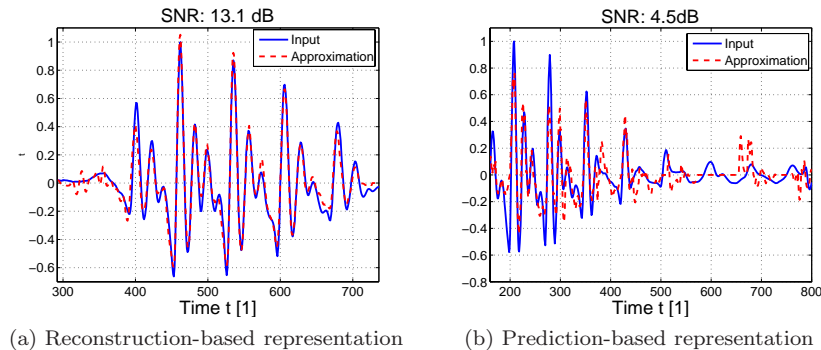 SNR: 13.1 dB
Input
Approximation
1
0.8
0.6
0.4
0.2
0
−0.2
−0.4
−0.6
t
300 400 500 600 700
Time t [1]
(a) Reconstruction-based representation
SNR: 4.5dB
Input
Approximation
1
0.8
0.6
0.4
0.2
0
−0.2
−0.4
−0.6
−0.8
200 300 400 500 600 700 800
Time t [1]
(b) Prediction-based representation